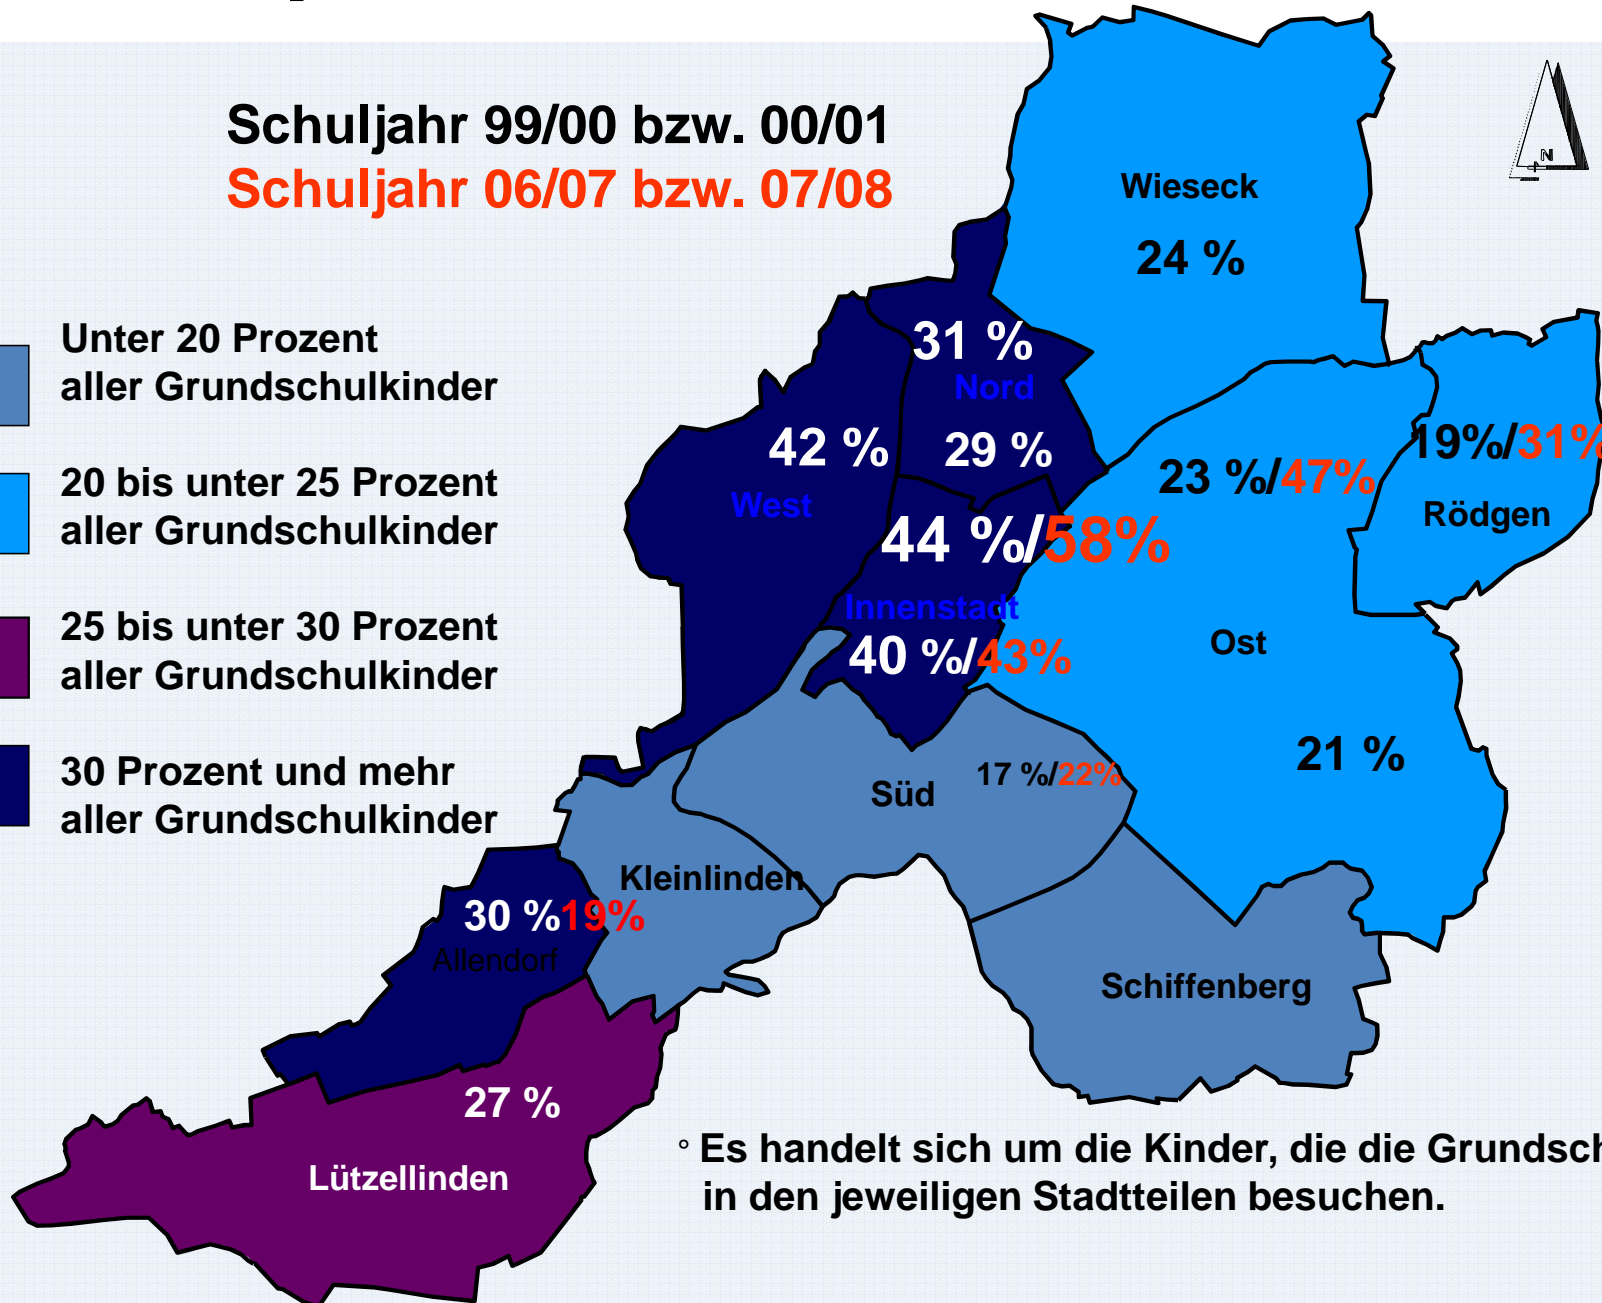 Schuljahr 99/00 bzw. 00/01
Schuljahr 06/07 bzw. 07/08
N
Wieseck
24 %
Unter 20 Prozent
aller Grundschulkinder
20 bis unter 25 Prozent
aller Grundschulkinder
25 bis unter 30 Prozent
aller Grundschulkinder
30 Prozent und mehr
aller Grundschulkinder
31 %
Nord
29 %
42 %
West
19%/31%
Rödgen
23 %/47%
44 %/58%
Innenstadt
40 %/43%
Ost
21 %
Süd
17 %/22%
Kleinlinden
30 %19%
Allendorf
Schiffenberg
27 %
Lützellinden
° Es handelt sich um die Kinder, die die
in den jeweiligen Stadtteilen besuchen.